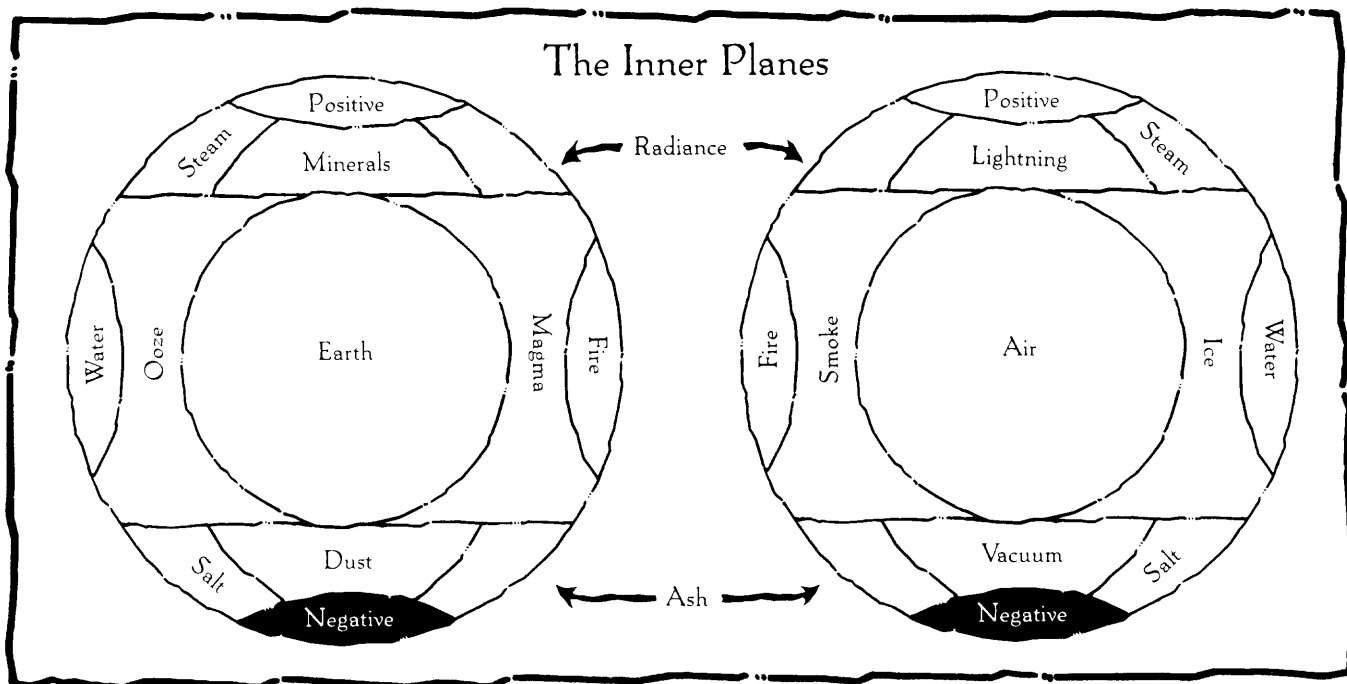 The Inner Planes
Positive
Steam
Minerals
Water
Ooze
Earth
Magma
Fire
Salt
Dust
Negative
Radiance
Ash
Positive
Lightning
Steam
Fire
Smoke
Air
Ice
Water
Vacuum
Salt
Negative